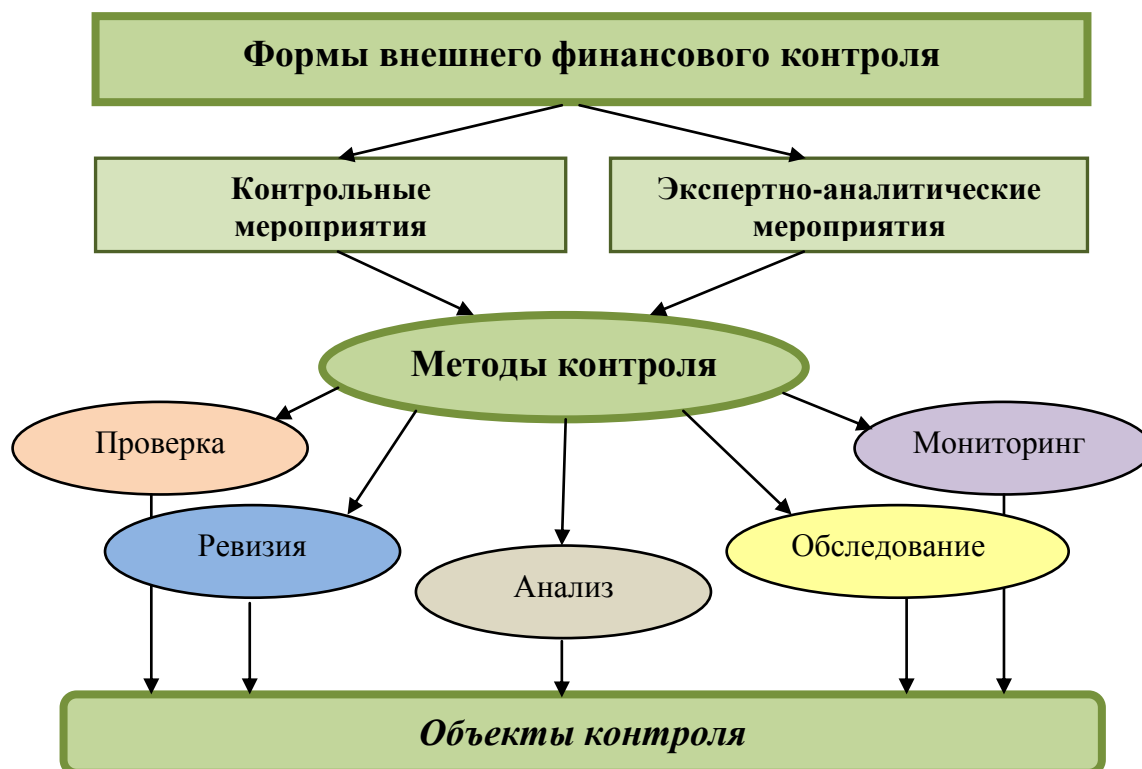 Формы внешнего финансового контроля
Контрольные
мероприятия
Экспертно-аналитические
мероприятия
Методы контроля
Проверка
Мониторинг
Ревизия
Обследование
Анализ
Объекты контроля